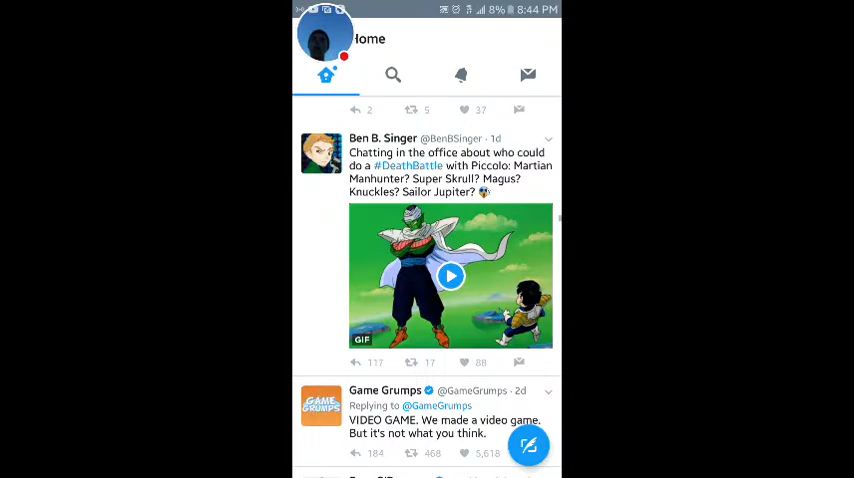 8% 8:44 PM
Home
2 5 37
Ben B. Singer @BenBSinger · 1d
Chatting in the office about who could
do a #DeathBattle with Piccolo: Martian
Manhunter? Super Skrull? Magus?
Knuckles? Sailor Jupiter?
GIF
117 17 88
GAME
GRUMPS
Game Grumps @GameGrumps · 2d
Replying to @GameGrumps
VIDEO GAME. We made a video game.
But it's not what you think.
184 468 5,618